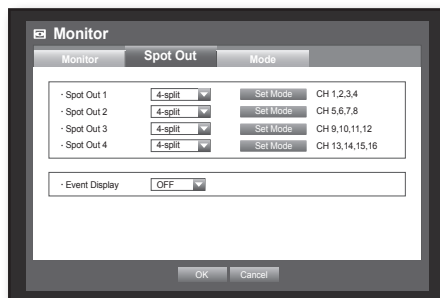 Monitor
Monitor Spot Out Mode
· Spot Out 1 4-split Set Mode CH 1,2,3,4
· Spot Out 2 4-split Set Mode CH 5,6,7,8
· Spot Out 3 4-split Set Mode CH 9,10,11,12
· Spot Out 4 4-split Set Mode CH 13,14,15,16
· Event Display OFF
OK Cancel